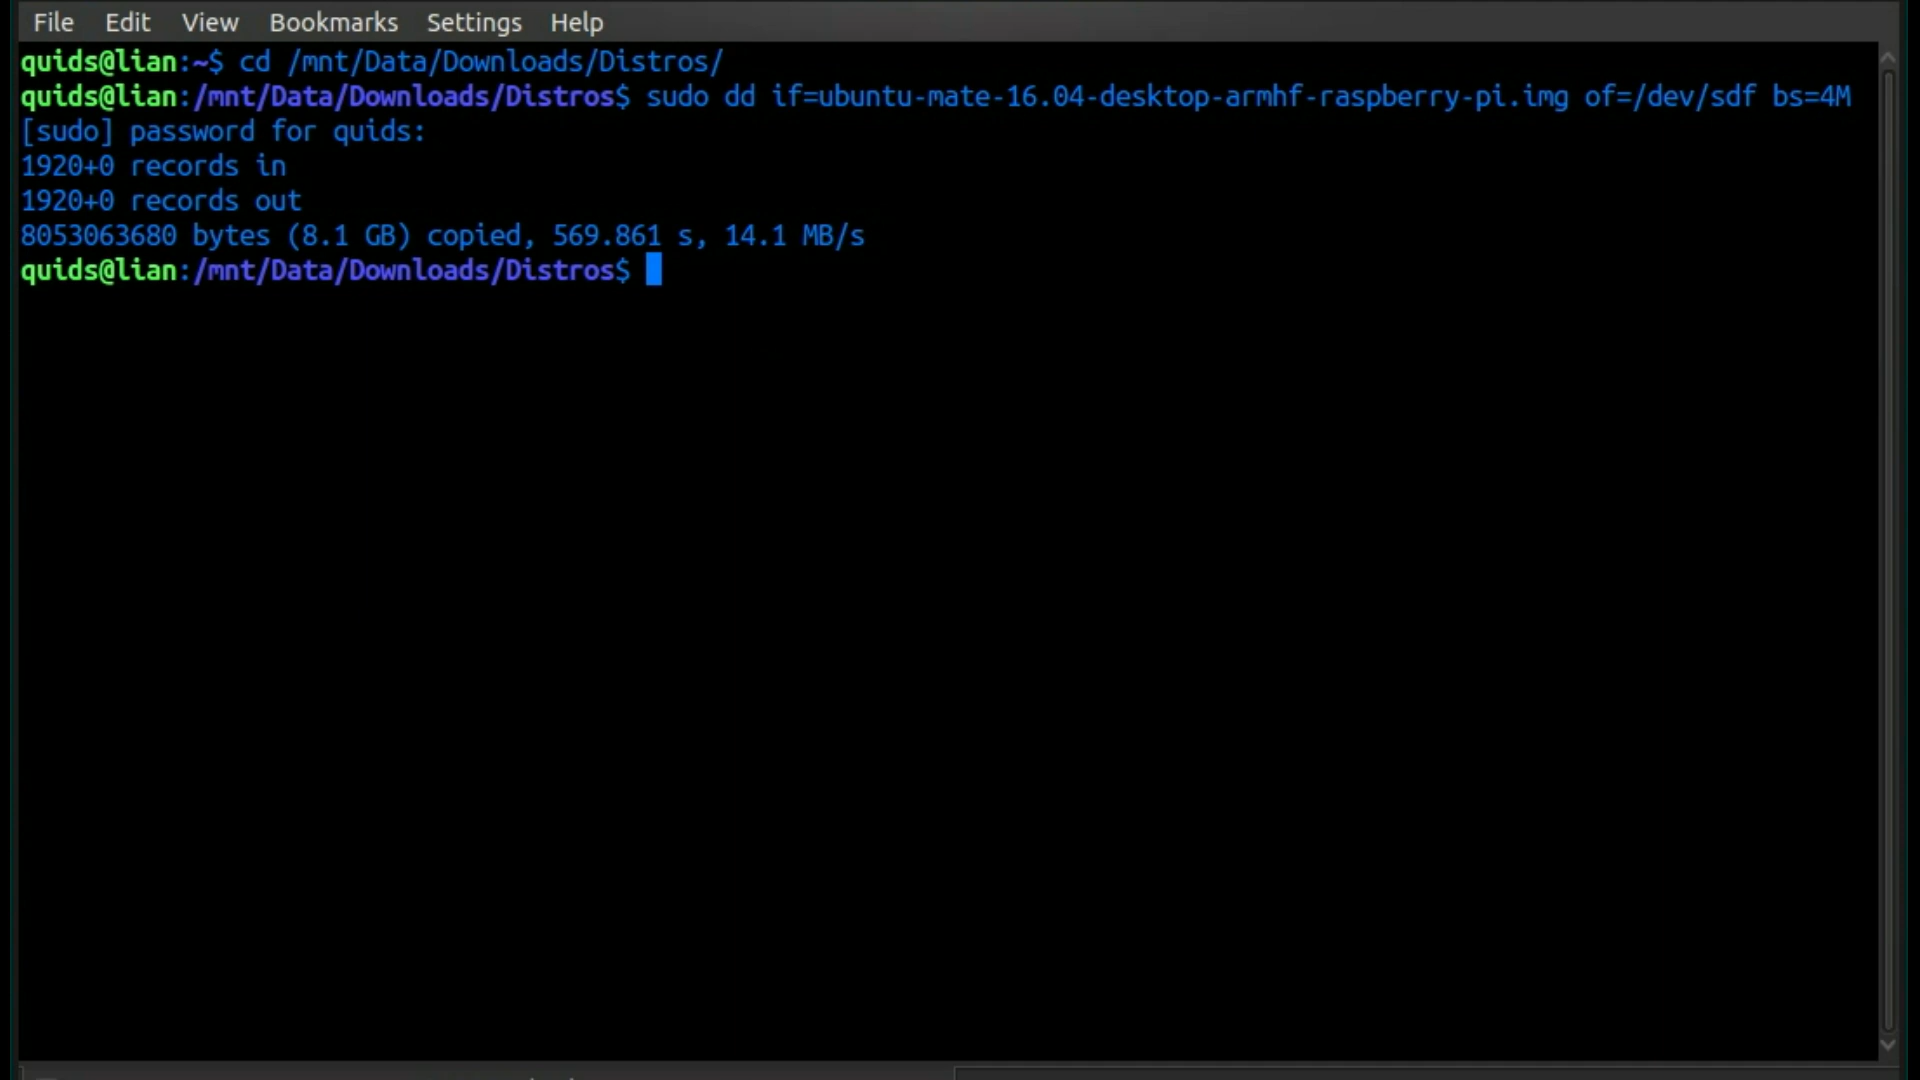 File Edit View Bookmarks Settings Help
quids@lian:~$ cd /mnt/Data/Downloads/Distros/
quids@lian:/mnt/Data/Downloads/Distros$ sudo dd if=ubuntu-mate-16.04-desktop-armhf-raspberry-pi.img of=/dev/sdf bs=4M
[sudo] password for quids:
1920+0 records in
1920+0 records out
8053063680 bytes (8.1 GB) copied, 569.861 s, 14.1 MB/s
quids@lian:/mnt/Data/Downloads/Distros$